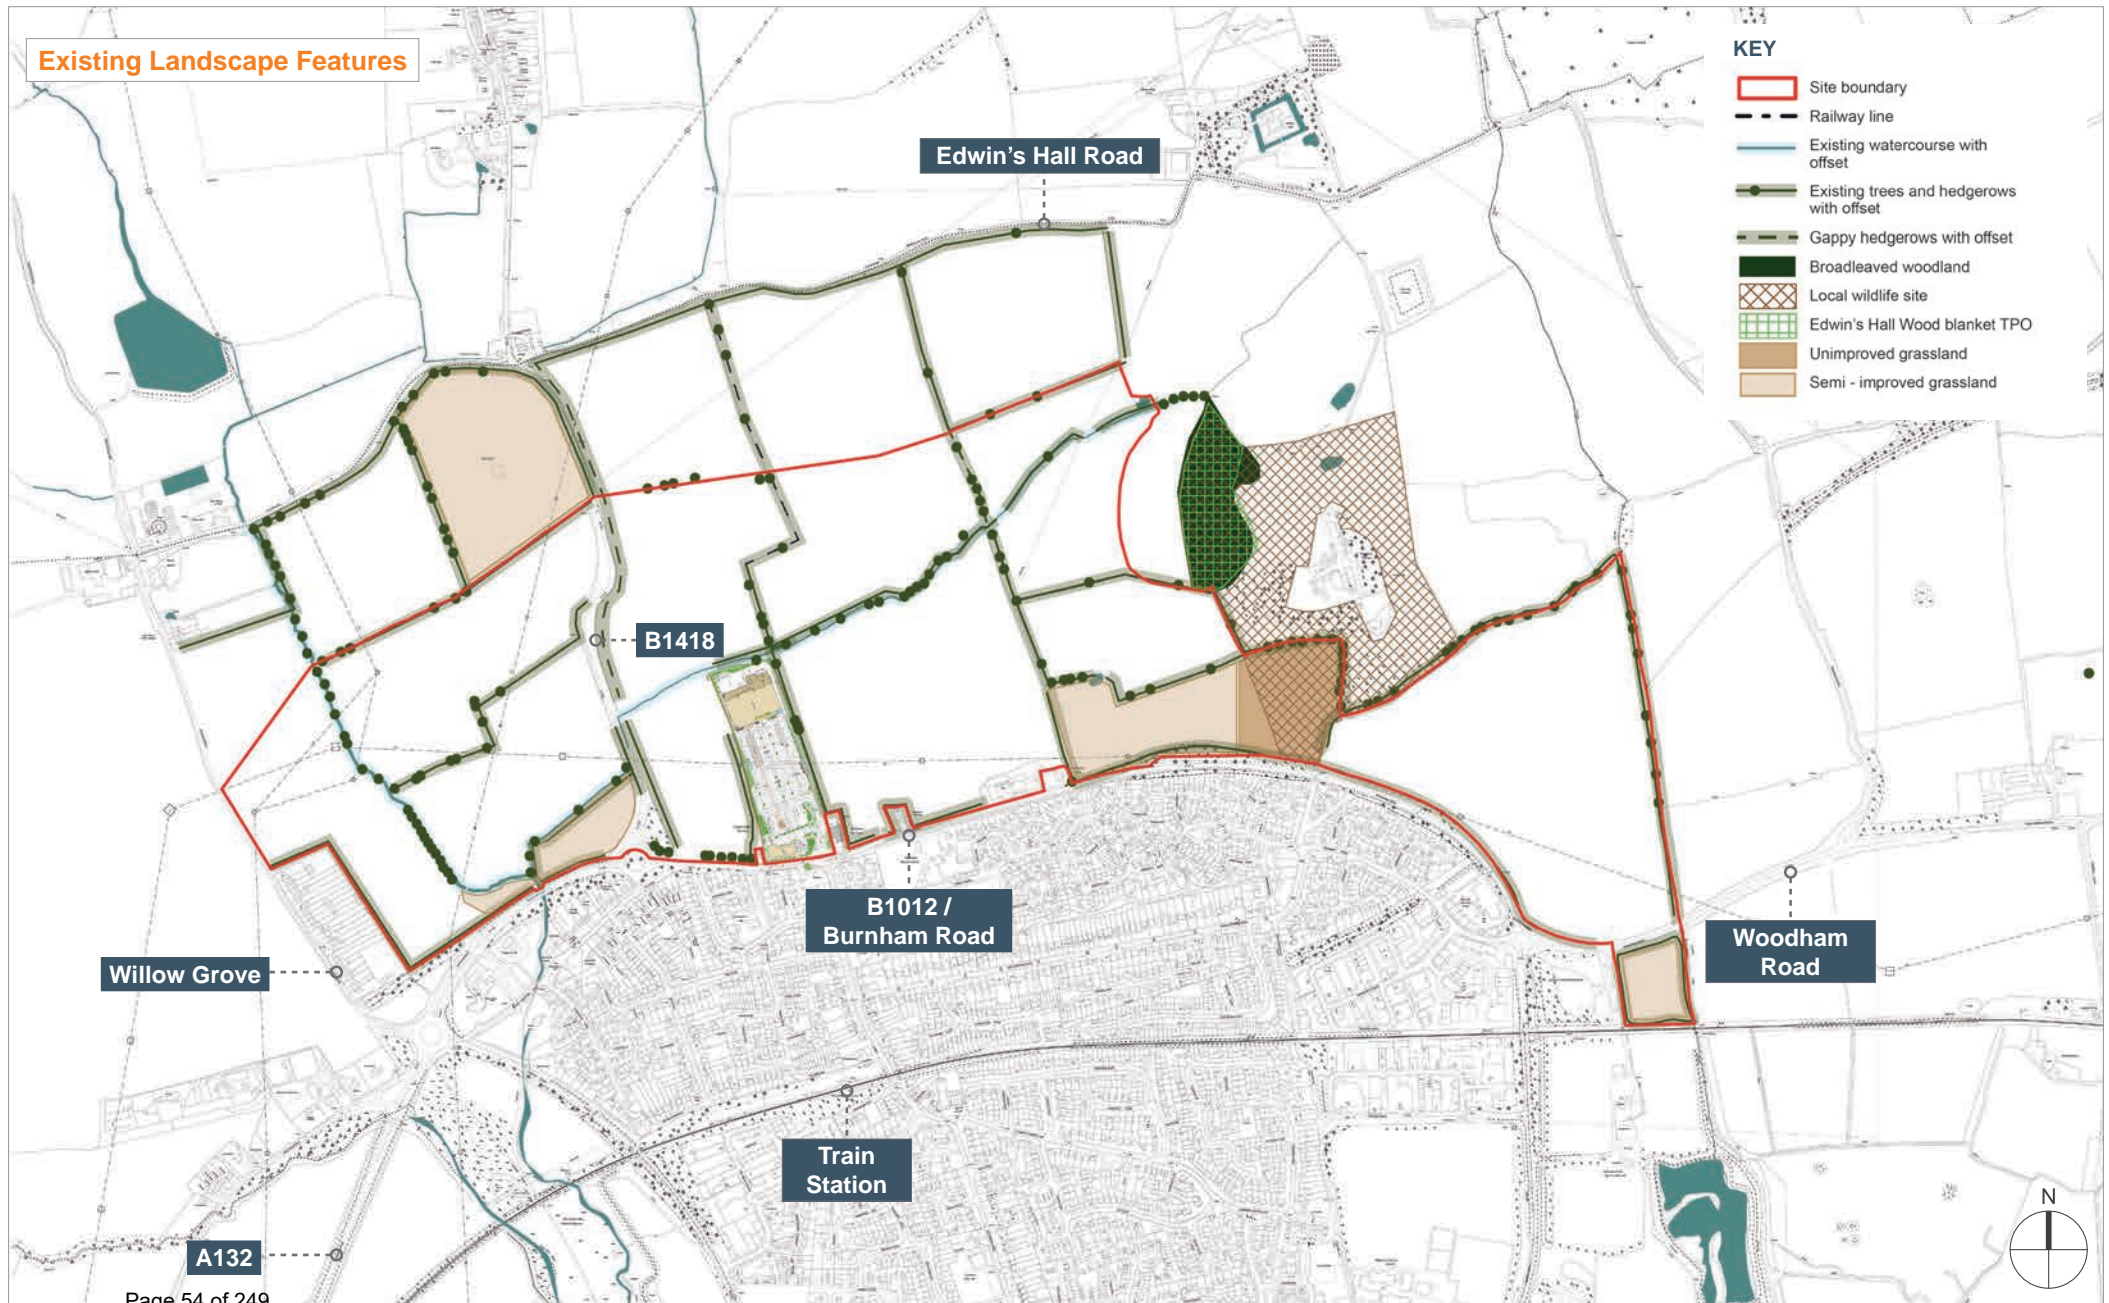 Existing Landscape Features
KEY
Site boundary
Railway line
Existing watercourse with
offset
Existing trees and hedgerows
with offset
Gappy hedgerows with offset
Broadleaved woodland
Local wildlife site
Edwin's Hall Wood blanket TPO
Unimproved grassland
Semi - improved grassland
Edwin's Hall Road
B1418
B1012 /
Burnham Road
Woodham
Road
Willow Grove
Train
Station
A132
N
Page 54 of 249